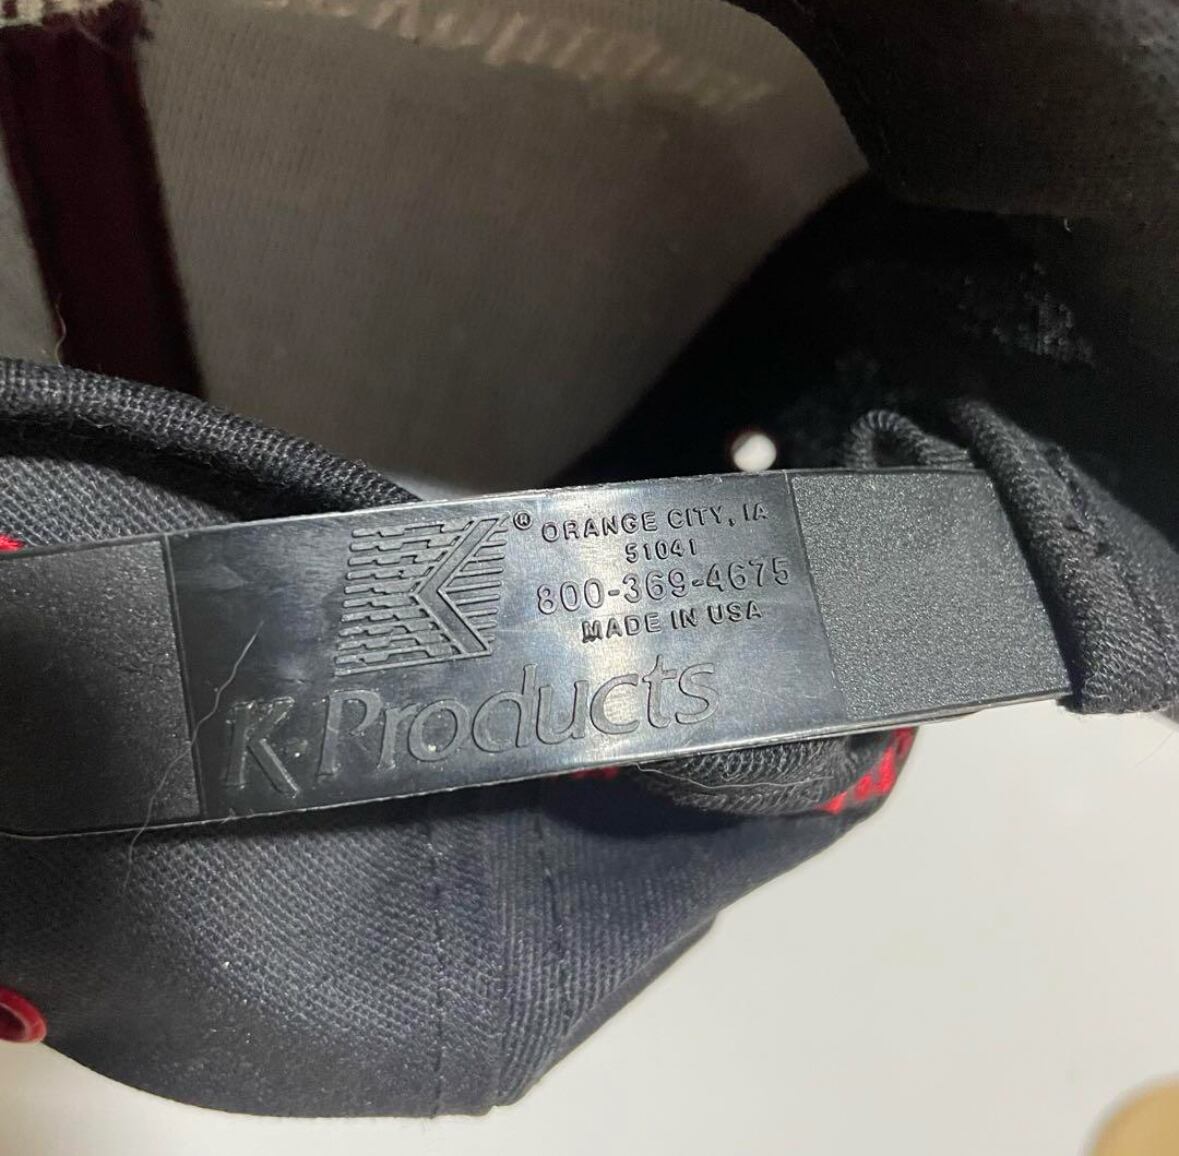 K® ORANGE CITY, IA
51041
800-369-4675
MADE IN USA
K-Products